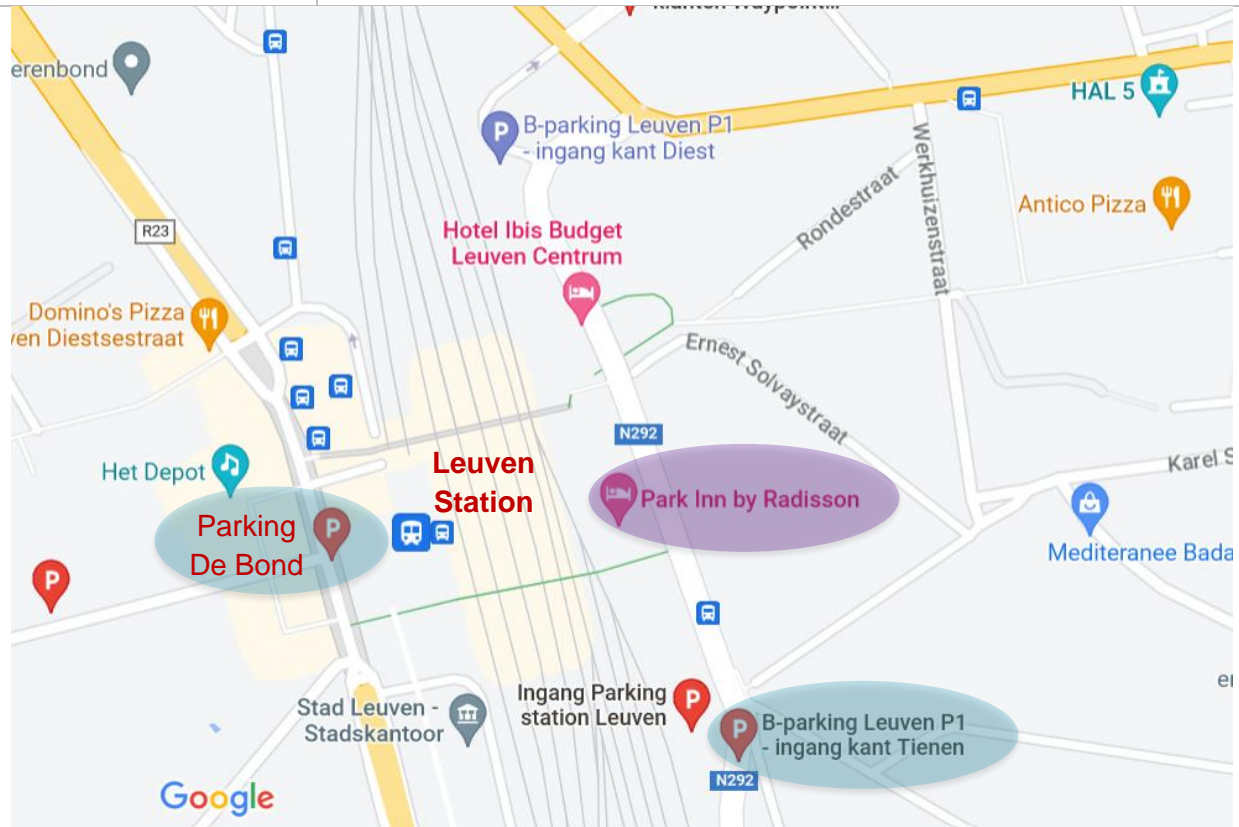 erenbond
HAL 5
B-parking Leuven P1
- ingang kant Diest
Werkhuizenstraat
Rondestraat
Antico Pizza
R23
Hotel Ibis Budget
Leuven Centrum
Domino's Pizza
ven Diestsestraat
Ernest Solvaystraat
N292
Het Depot
Leuven
Station
Karel S
Park Inn by Radisson
Parking
De Bond
Mediteranee Bada
Ingang Parking
station Leuven
Stad Leuven -
Stadskantoor
B-parking Leuven P1
- ingang kant Tienen
N292
Google